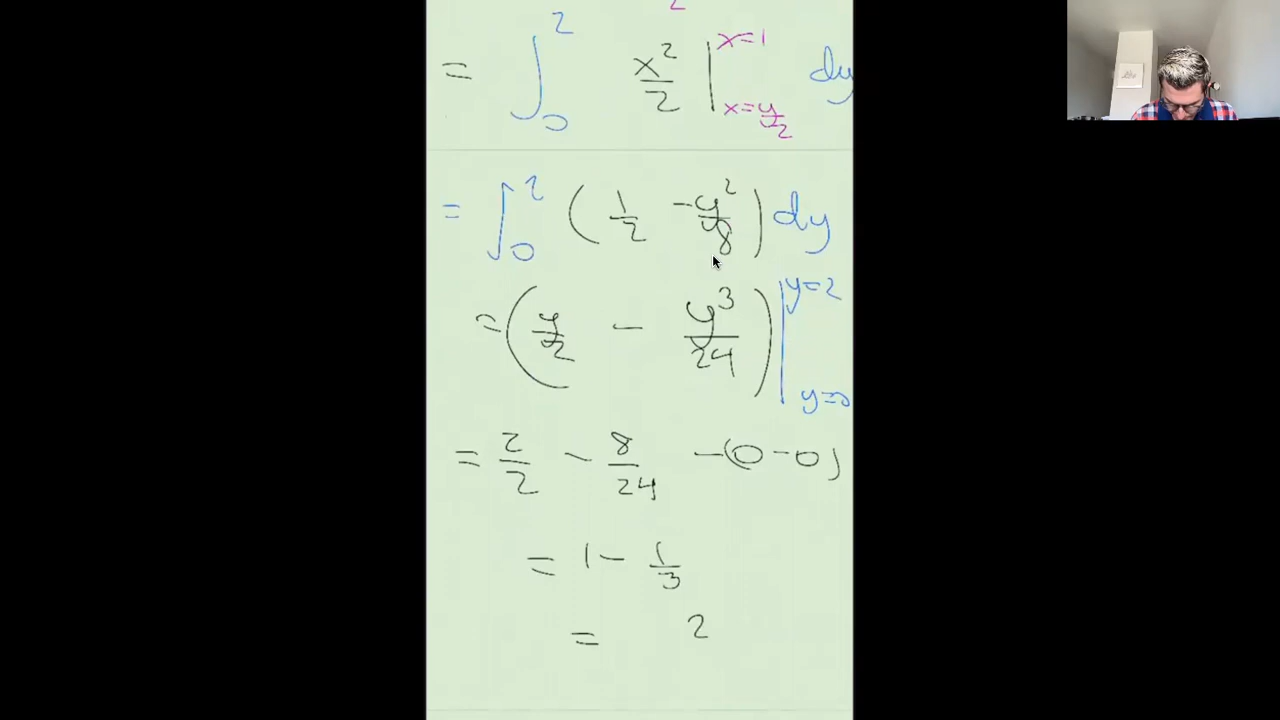 2
= ∫₀² x²/2 |_{x=y/2}^{x=1} dy
= ∫₀² (1/2 - y²/8) dy
= (y/2 - y³/24) |_{y=0}^{y=2}
= 2/2 - 8/24 - (0 - 0)
= 1 - 1/3
= 2